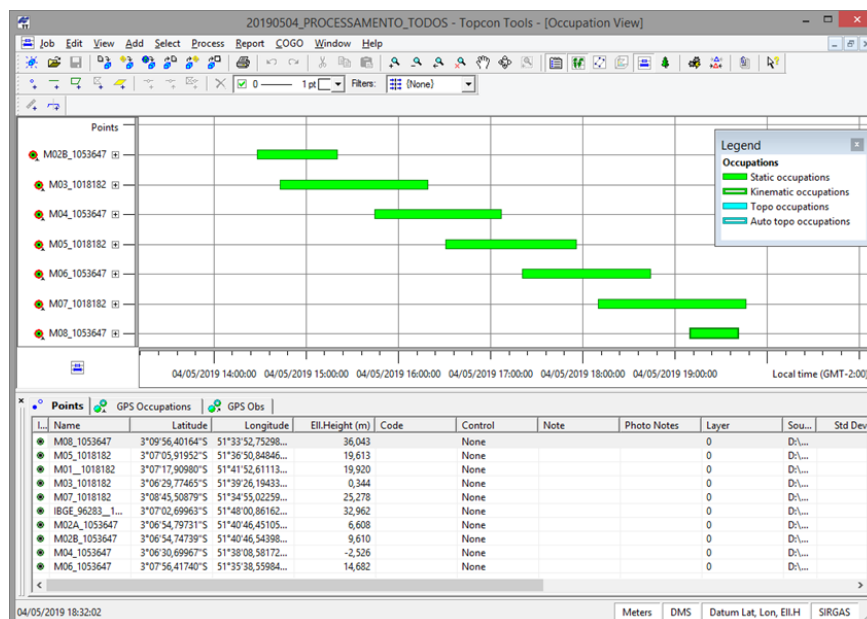 20190504_PROCESSAMENTO_TODOS - Topcon Tools - [Occupation View]
Job Edit View Add Select Process Report COGO Window Help
0 1 pt Filters: {None}
Points
M02B_1053647
M03_1018182
M04_1053647
M05_1018182
M06_1053647
M07_1018182
M08_1053647
Legend
Occupations
Static occupations
Kinematic occupations
Topo occupations
Auto topo occupations
04/05/2019 14:00:00 04/05/2019 15:00:00 04/05/2019 16:00:00 04/05/2019 17:00:00 04/05/2019 18:00:00 04/05/2019 19:00:00 Local time (GMT-2:00)
Points GPS Occupations GPS Obs
I... Name Latitude Longitude Ell.Height (m) Code Control Note Photo Notes Layer Sou... Std Dev
M08_1053647 3°09'56,40164"S 51°33'52,75298... 36,043 None 0 D:\...
M05_1018182 3°07'05,91952"S 51°36'50,84846... 19,613 None 0 D:\...
M01__1018182 3°07'17,90980"S 51°41'52,61113... 19,920 None 0 D:\...
M03_1018182 3°06'29,77465"S 51°39'26,19433... 0,344 None 0 D:\...
M07_1018182 3°08'45,50879"S 51°34'55,02259... 25,278 None 0 D:\...
IBGE_96283__1... 3°07'02,69963"S 51°48'00,86162... 32,962 None 0 D:\...
M02A_1053647 3°06'54,79731"S 51°40'46,45105... 6,608 None 0 D:\...
M02B_1053647 3°06'54,74739"S 51°40'46,54398... 9,610 None 0 D:\...
M04_1053647 3°06'30,69967"S 51°38'08,58172... -2,526 None 0 D:\...
M06_1053647 3°07'56,41740"S 51°35'38,55984... 14,682 None 0 D:\...
04/05/2019 18:32:02 Meters DMS Datum Lat, Lon, Ell.H SIRGAS